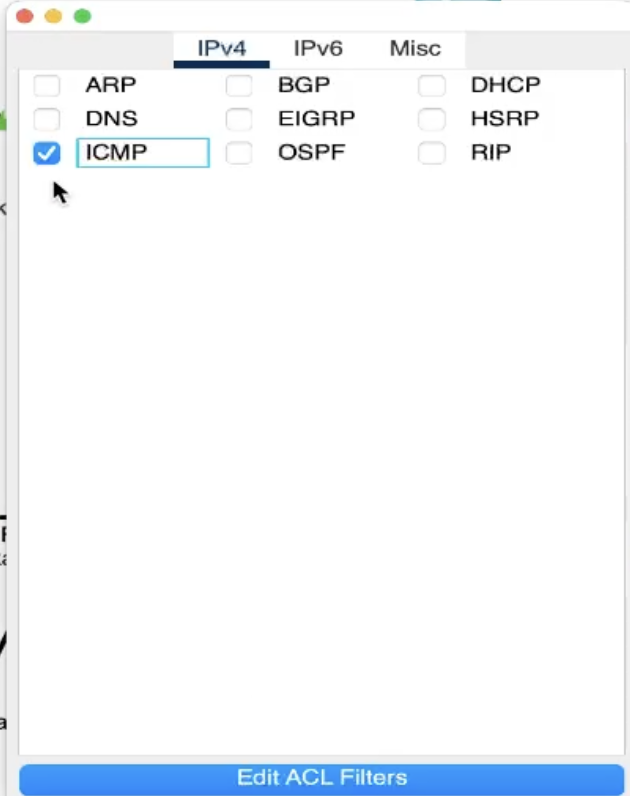 IPv4 IPv6 Misc
ARP BGP DHCP
DNS EIGRP HSRP
ICMP OSPF RIP
Edit ACL Filters